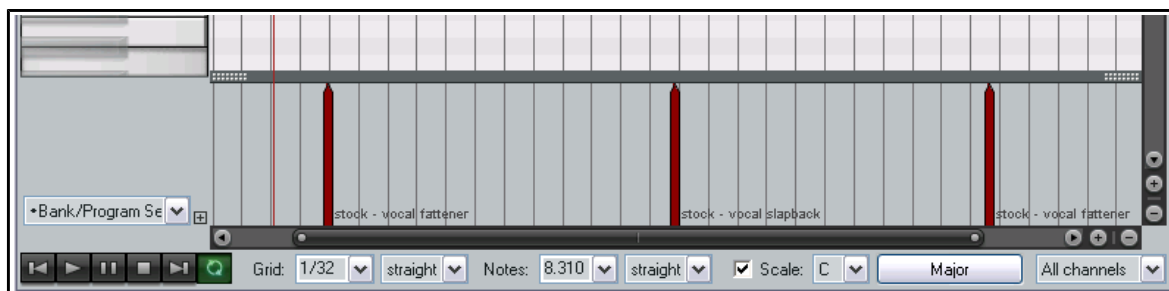 stock - vocal fattener stock - vocal slapback stock - vocal fattener
•Bank/Program Se
Grid: 1/32 straight Notes: 8.310 straight Scale: C Major All channels